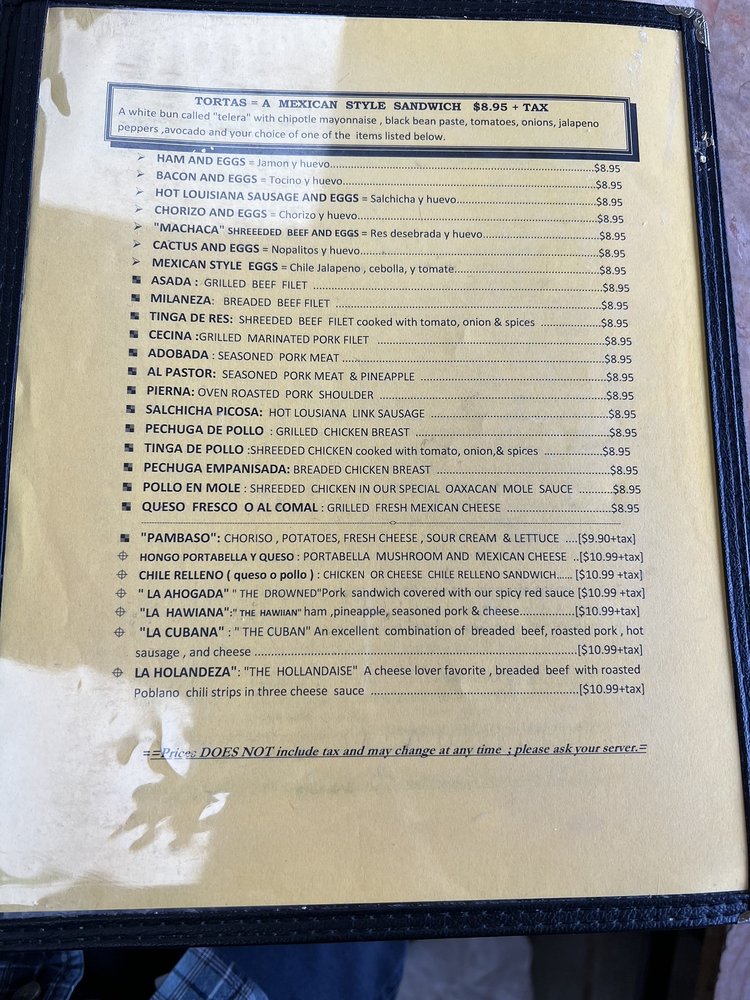 TORTAS = A MEXICAN STYLE SANDWICH $8.95 + TAX
A white bun called "telera" with chipotle mayonnaise , black bean paste, tomatoes, onions, jalapeno
peppers ,avocado and your choice of one of the items listed below.
HAM AND EGGS = Jamon y huevo...$8.95
BACON AND EGGS = Tocino y huevo...$8.95
HOT LOUISIANA SAUSAGE AND EGGS = Salchicha y huevo...$8.95
CHORIZO AND EGGS = Chorizo y huevo...$8.95
"MACHACA" SHREEEDED BEEF AND EGGS = Res desebrada y huevo...$8.95
CACTUS AND EGGS = Nopalitos y huevo...$8.95
MEXICAN STYLE EGGS = Chile Jalapeno , cebolla, y tomate...$8.95
ASADA : GRILLED BEEF FILET ...$8.95
MILANEZA: BREADED BEEF FILET ...$8.95
TINGA DE RES: SHREEDED BEEF FILET cooked with tomato, onion & spices ...$8.95
CECINA :GRILLED MARINATED PORK FILET ...$8.95
ADOBADA : SEASONED PORK MEAT ...$8.95
AL PASTOR: SEASONED PORK MEAT & PINEAPPLE ...$8.95
PIERNA: OVEN ROASTED PORK SHOULDER ...$8.95
SALCHICHA PICOSA: HOT LOUSIANA LINK SAUSAGE ...$8.95
PECHUGA DE POLLO : GRILLED CHICKEN BREAST ...$8.95
TINGA DE POLLO :SHREEDED CHICKEN cooked with tomato, onion,& spices ...$8.95
PECHUGA EMPANISADA: BREADED CHICKEN BREAST ...$8.95
POLLO EN MOLE : SHREEDED CHICKEN IN OUR SPECIAL OAXACAN MOLE SAUCE ...$8.95
QUESO FRESCO O AL COMAL : GRILLED FRESH MEXICAN CHEESE ...$8.95
"PAMBASO": CHORISO , POTATOES, FRESH CHEESE , SOUR CREAM & LETTUCE ....[$9.90+tax]
HONGO PORTABELLA Y QUESO : PORTABELLA MUSHROOM AND MEXICAN CHEESE ..[$10.99+tax]
CHILE RELLENO ( queso o pollo ) : CHICKEN OR CHEESE CHILE RELLENO SANDWICH...... [$10.99 +tax]
" LA AHOGADA" " THE DROWNED"Pork sandwich covered with our spicy red sauce [$10.99+tax]
"LA HAWIANA":" THE HAWIIAN" ham ,pineapple, seasoned pork & cheese...[$10.99+tax]
"LA CUBANA" : " THE CUBAN" An excellent combination of breaded beef, roasted pork , hot
sausage , and cheese ...[$10.99+tax]
LA HOLANDEZA": "THE HOLLANDAISE" A cheese lover favorite , breaded beef with roasted
Poblano chili strips in three cheese sauce ...[$10.99+tax]
==Prices DOES NOT include tax and may change at any time ; please ask your server.=